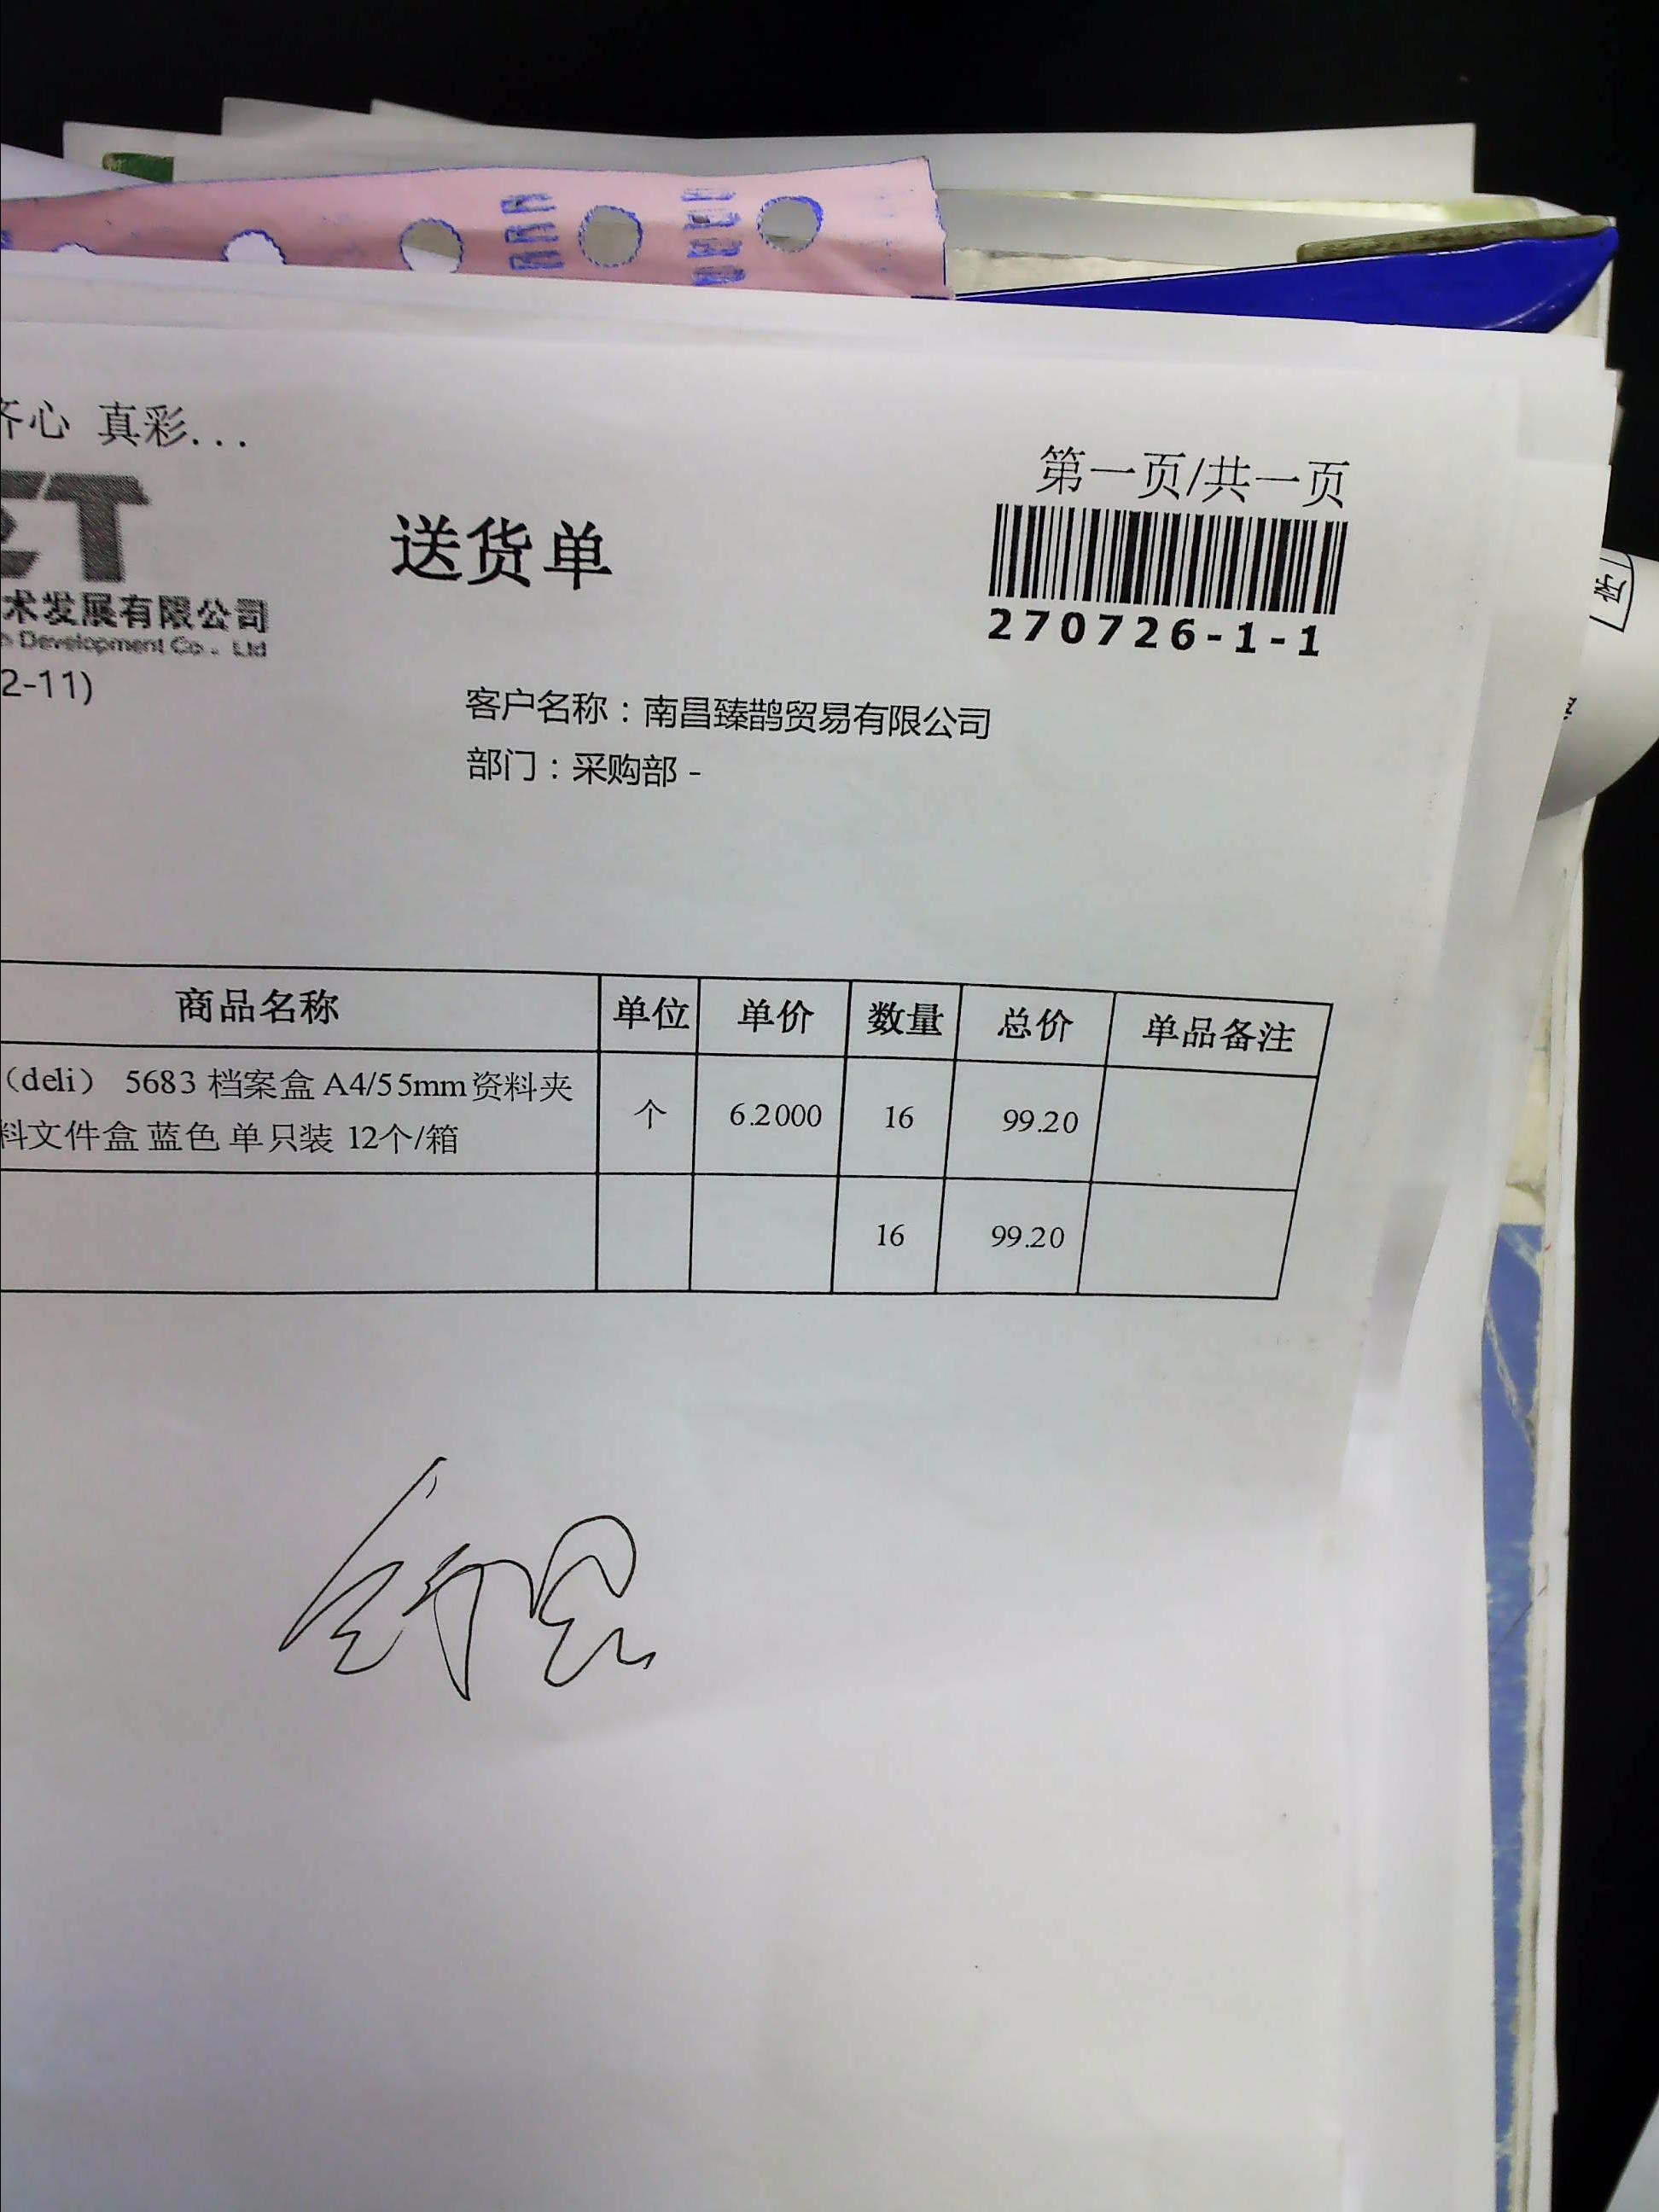 齐心 真彩...
第一页/共一页
ET
送货单
270726-1-1
术发展有限公司
Development Co., Ltd
2-11)
客户名称：南昌臻鹊贸易有限公司
部门：采购部 -
商品名称 单位 单价 数量 总价 单品备注
（deli） 5683 档案盒 A4/55mm资料夹
料文件盒 蓝色 单只装 12个/箱 个 6.2000 16 99.20
16 99.20